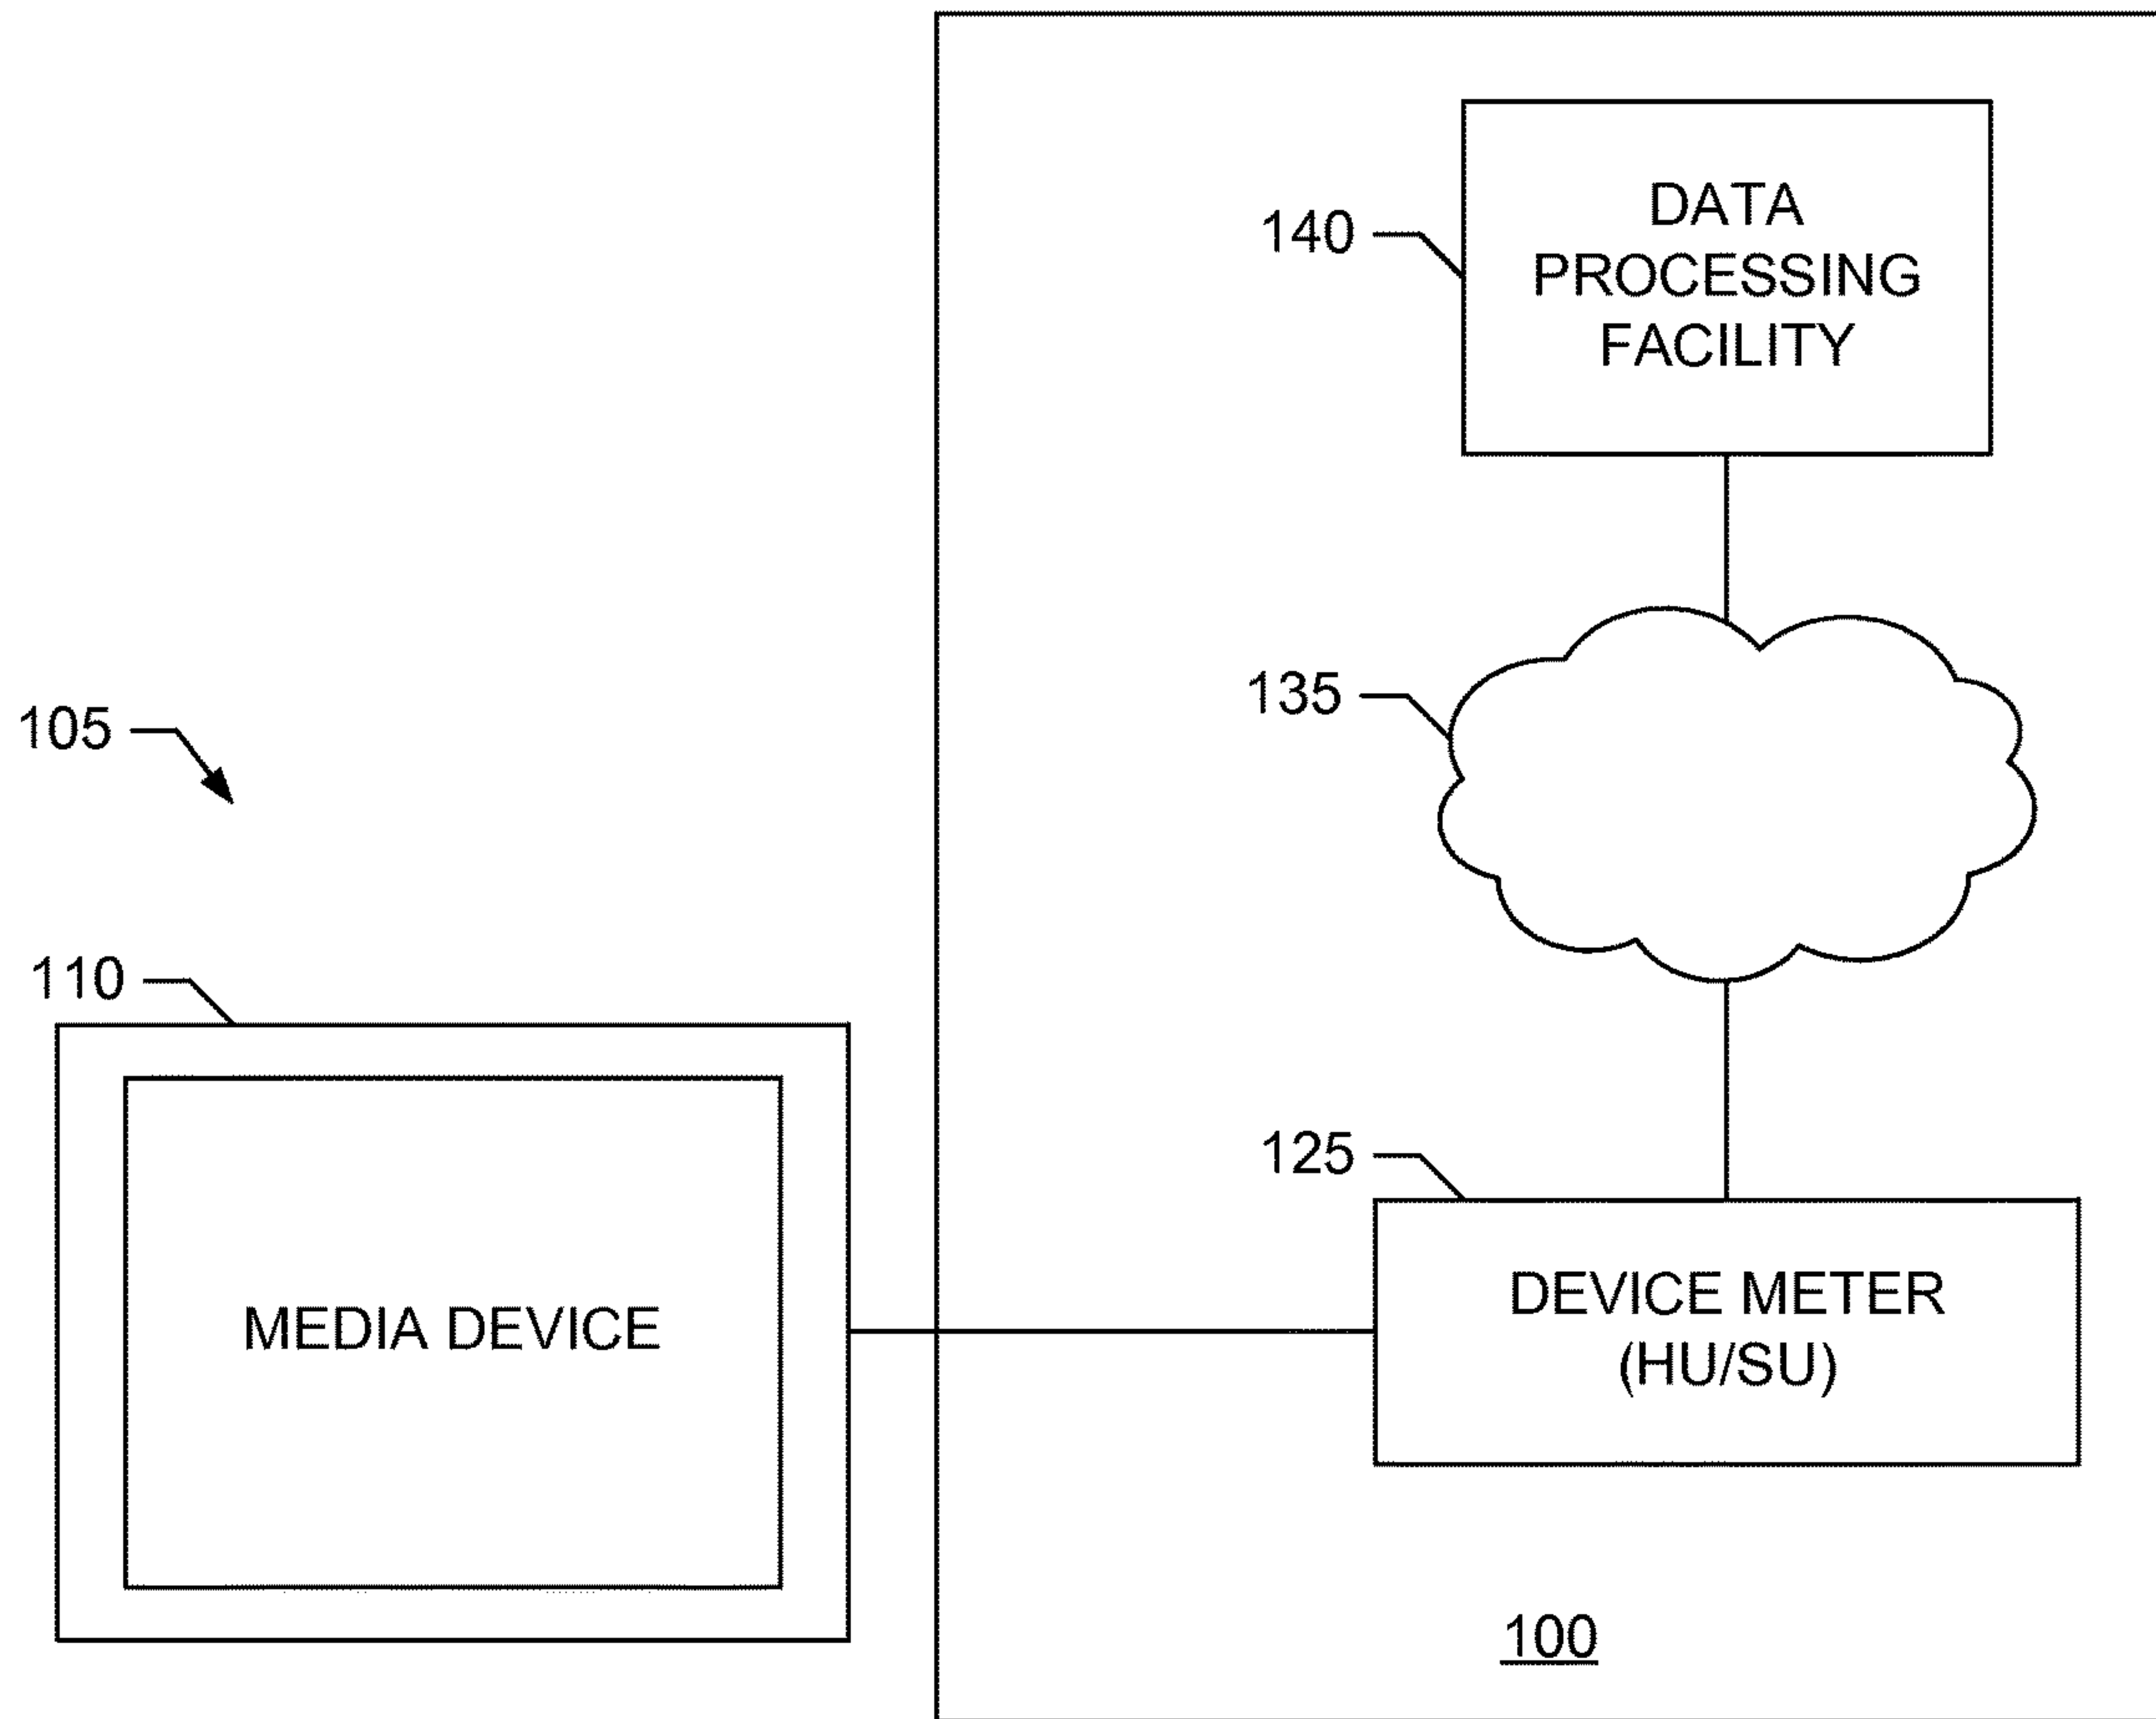 140
DATA
PROCESSING
FACILITY
135
105
110
MEDIA DEVICE
125
DEVICE METER
(HU/SU)
100